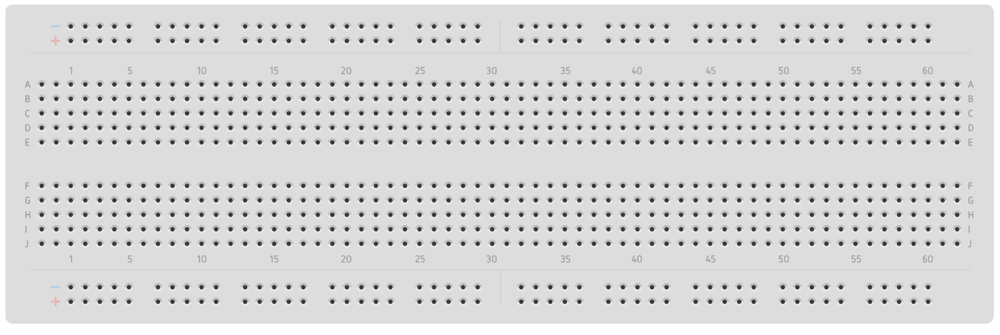 −
+
1 5 10 15 20 25 30 35 40 45 50 55 60
A A
B B
C C
D D
E E
F F
G G
H H
I I
J J
1 5 10 15 20 25 30 35 40 45 50 55 60
−
+